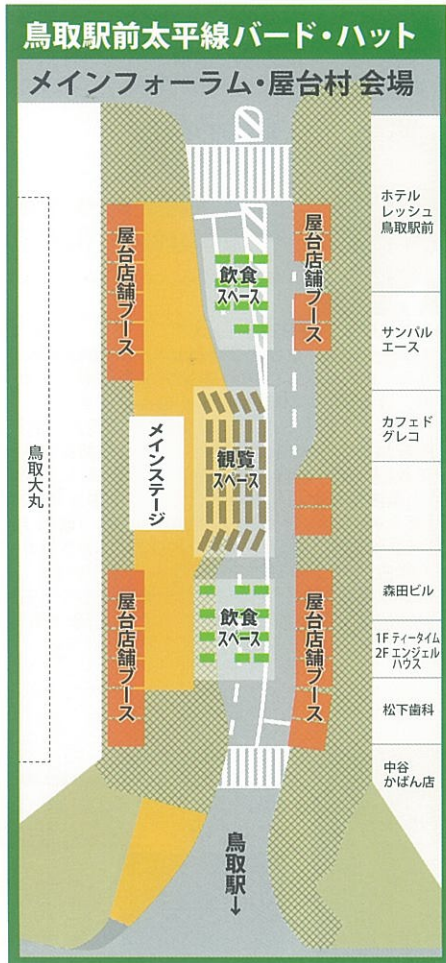 鳥取駅前太平線バード・ハット
メインフォーラム・屋台村 会場
屋台店舗ブース
飲食
スペース
屋台店舗ブース
ホテル
レッシュ
鳥取駅前
サンパル
エース
カフェド
グレコ
鳥取大丸
メインステージ
観覧
スペース
屋台店舗ブース
飲食
スペース
屋台店舗ブース
森田ビル
1F ティータイム
2F エンジェル
ハウス
松下歯科
中谷
かばん店
鳥取駅→